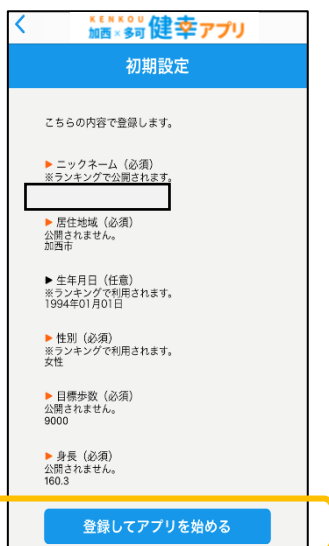 KENKOU
加西×多可 健幸アプリ
初期設定
こちらの内容で登録します。
▶ ニックネーム（必須）
※ランキングで公開されます。
▶ 居住地域（必須）
公開されません。
加西市
▶ 生年月日（任意）
※ランキングで利用されます。
1994年01月01日
▶ 性別（必須）
※ランキングで利用されます。
女性
▶ 目標歩数（必須）
公開されません。
9000
▶ 身長（必須）
公開されません。
160.3
登録してアプリを始める